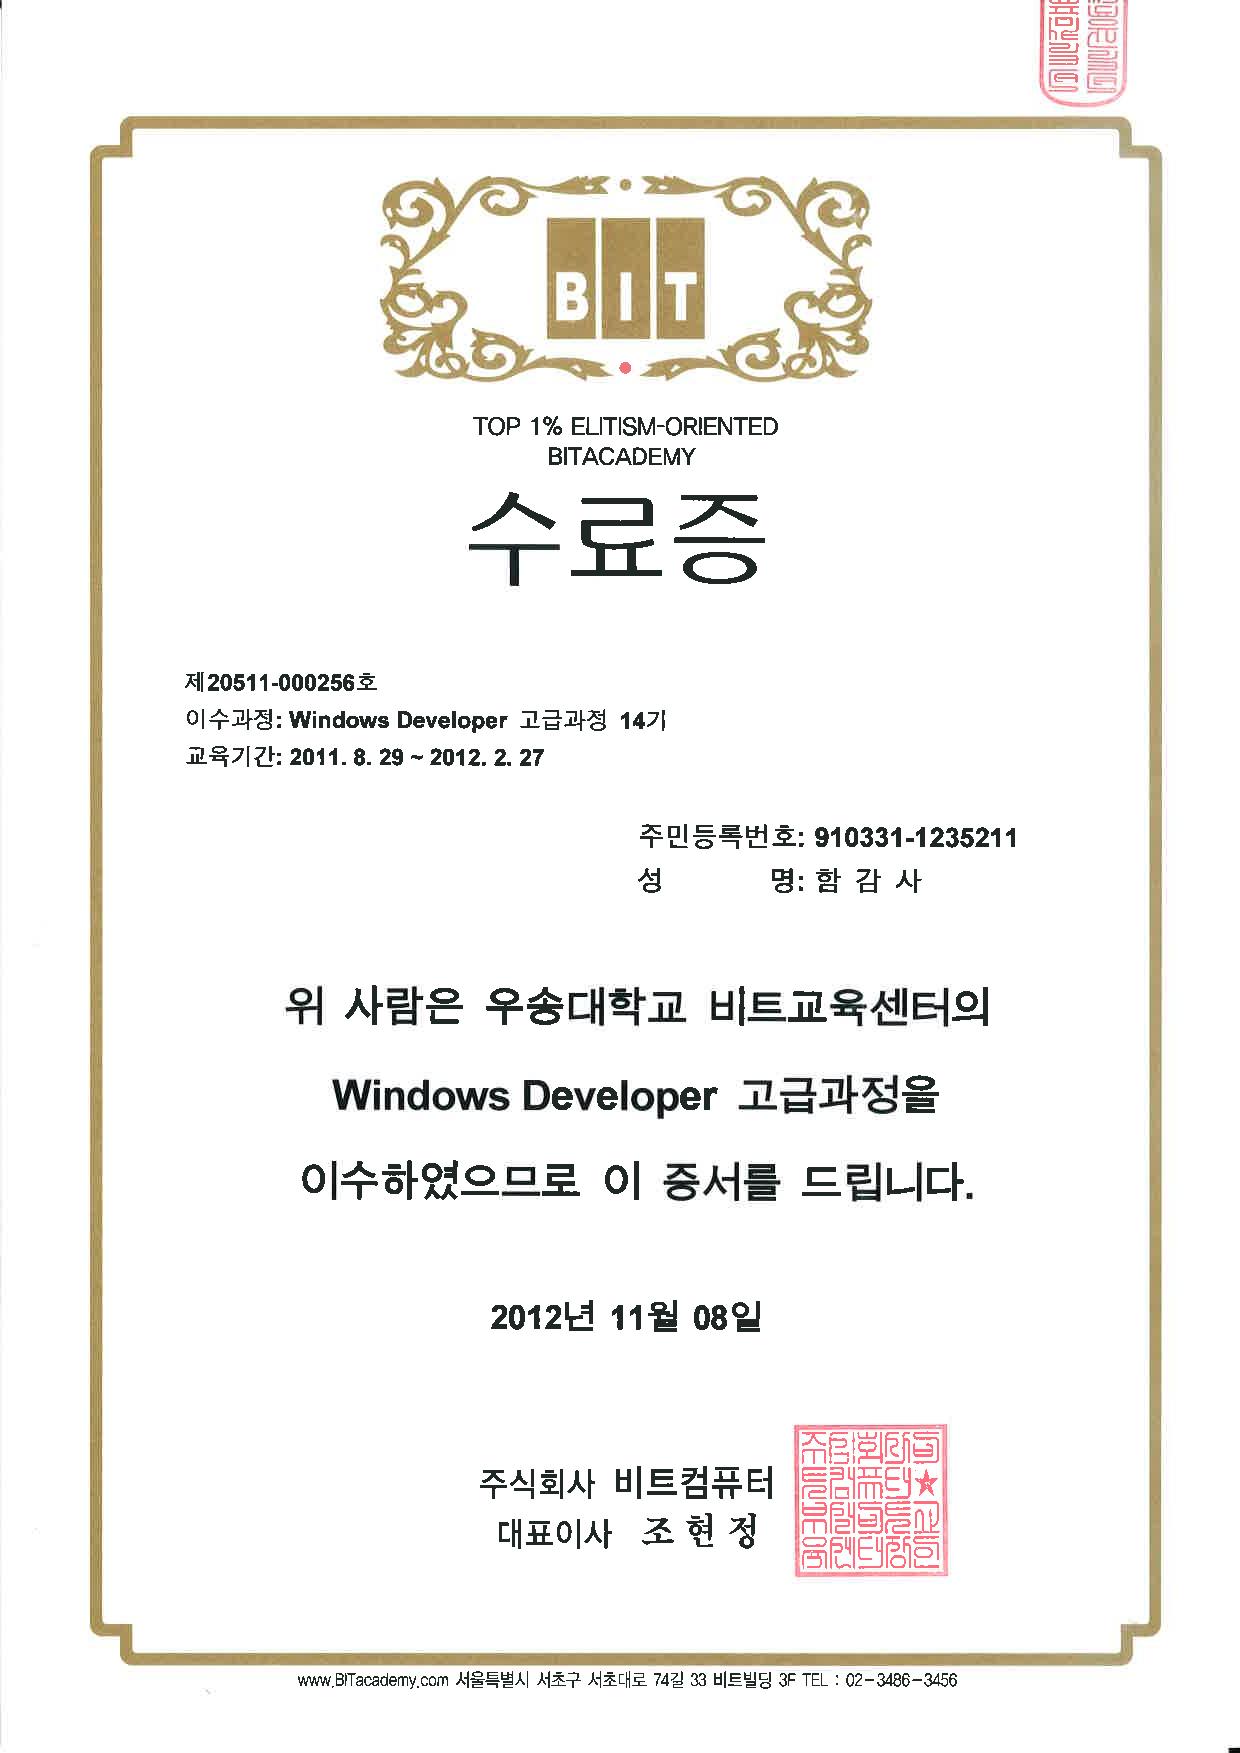 BIT
TOP 1% ELITISM-ORIENTED
BITACADEMY
수료증
제20511-000256호
이수과정: Windows Developer 고급과정 14기
교육기간: 2011. 8. 29 ~ 2012. 2. 27
주민등록번호: 910331-1235211
성 명: 함 감 사
위 사람은 우송대학교 비트교육센터의
Windows Developer 고급과정을
이수하였으므로 이 증서를 드립니다.
2012년 11월 08일
주식회사 비트컴퓨터
대표이사 조 현 정
www.BITacademy.com 서울특별시 서초구 서초대로 74길 33 비트빌딩 3F TEL : 02-3486-3456